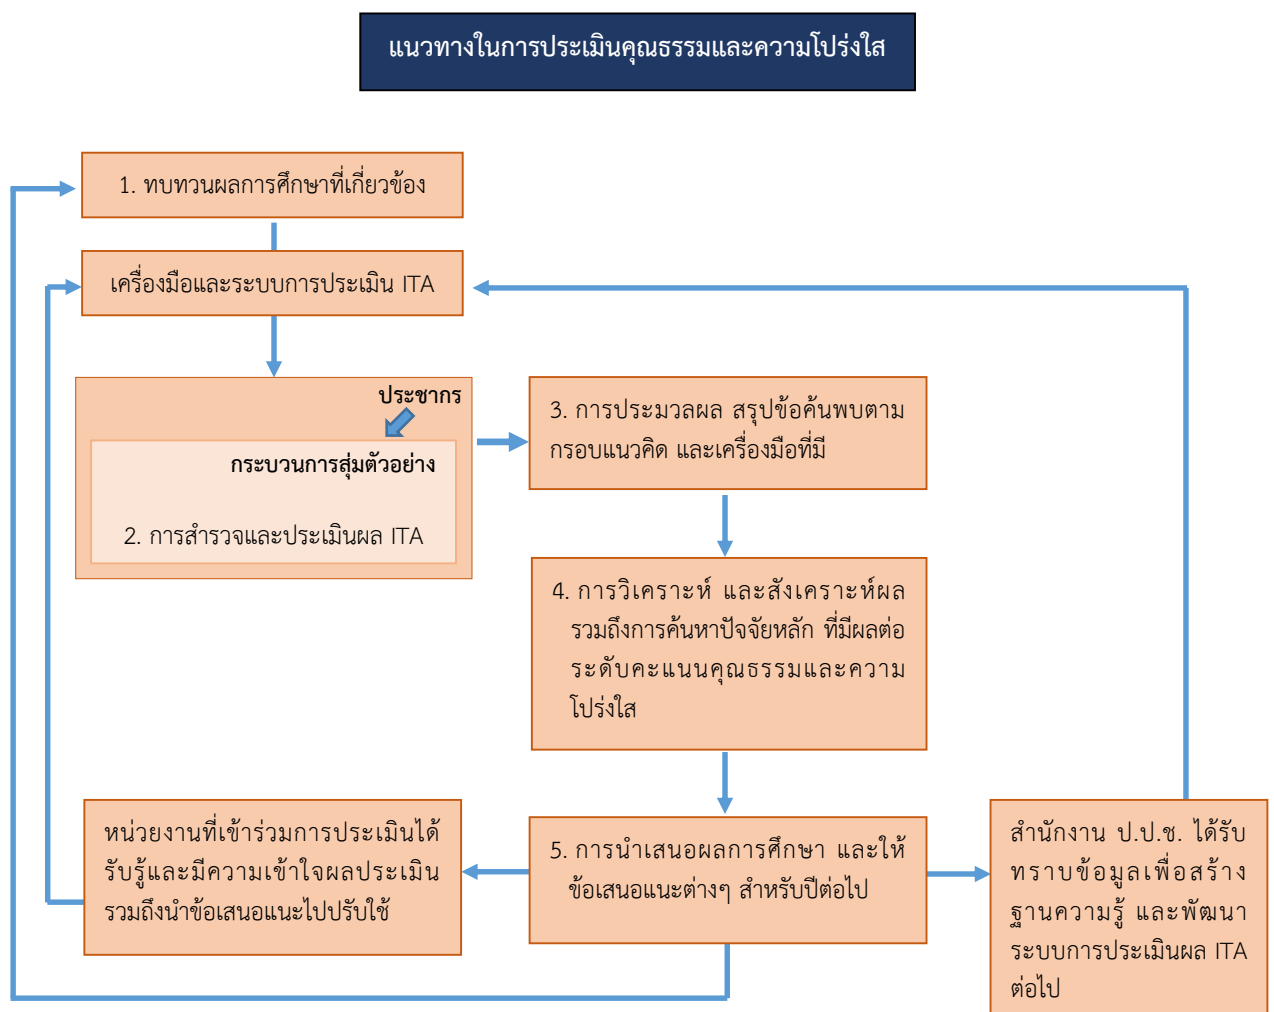 แนวทางในการประเมินคุณธรรมและความโปร่งใส
1. ทบทวนผลการศึกษาที่เกี่ยวข้อง
เครื่องมือและระบบการประเมิน ITA
ประชากร
กระบวนการสุ่มตัวอย่าง
2. การสำรวจและประเมินผล ITA
3. การประมวลผล สรุปข้อค้นพบตาม
กรอบแนวคิด และเครื่องมือที่มี
4. การวิเคราะห์ และสังเคราะห์ผล
รวมถึงการค้นหาปัจจัยหลัก ที่มีผลต่อ
ระดับคะแนนคุณธรรมและความ
โปร่งใส
หน่วยงานที่เข้าร่วมการประเมินได้
รับรู้และมีความเข้าใจผลประเมิน
รวมถึงนำข้อเสนอแนะไปปรับใช้
5. การนำเสนอผลการศึกษา และให้
ข้อเสนอแนะต่างๆ สำหรับปีต่อไป
สำนักงาน ป.ป.ช. ได้รับ
ทราบข้อมูลเพื่อสร้าง
ฐานความรู้ และพัฒนา
ระบบการประเมินผล ITA
ต่อไป